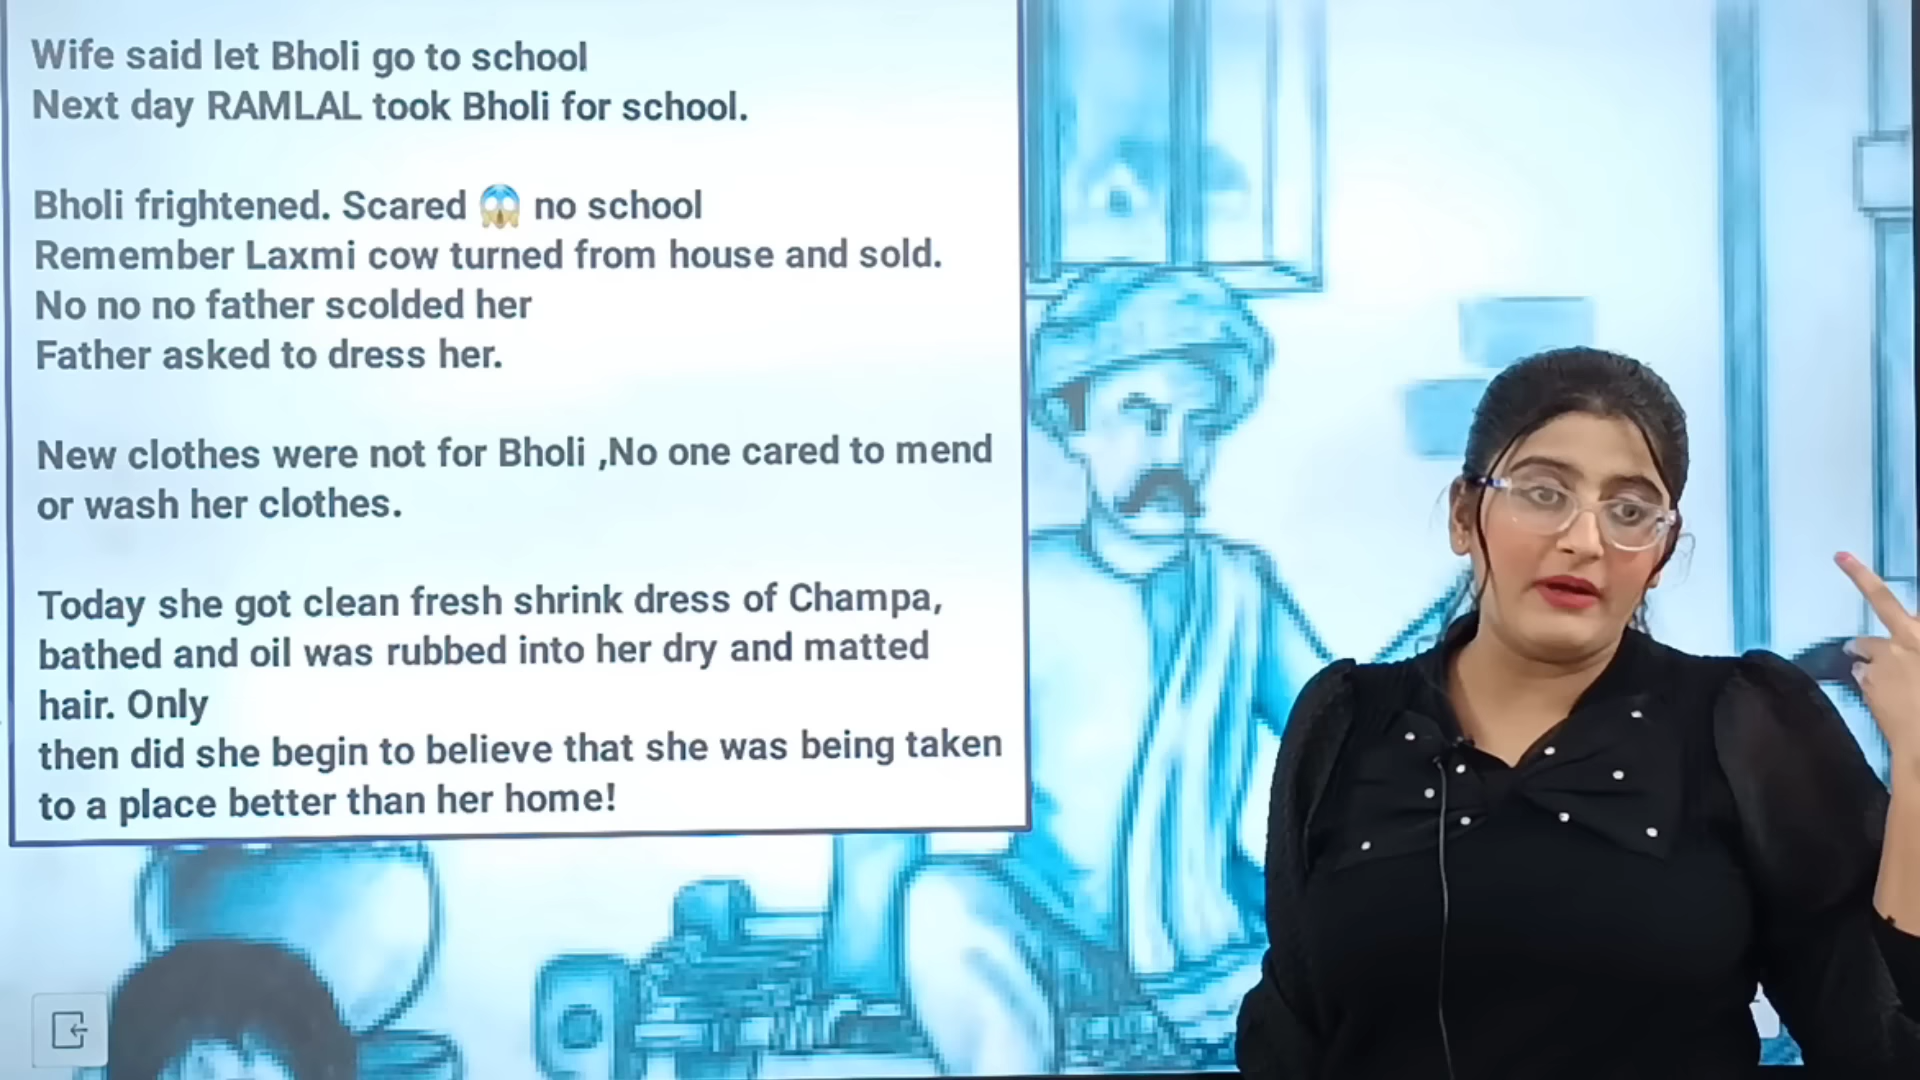 Wife said let Bholi go to school
Next day RAMLAL took Bholi for school.
Bholi frightened. Scared 😱 no school
Remember Laxmi cow turned from house and sold.
No no no father scolded her
Father asked to dress her.
New clothes were not for Bholi ,No one cared to mend
or wash her clothes.
Today she got clean fresh shrink dress of Champa,
bathed and oil was rubbed into her dry and matted
hair. Only
then did she begin to believe that she was being taken
to a place better than her home!